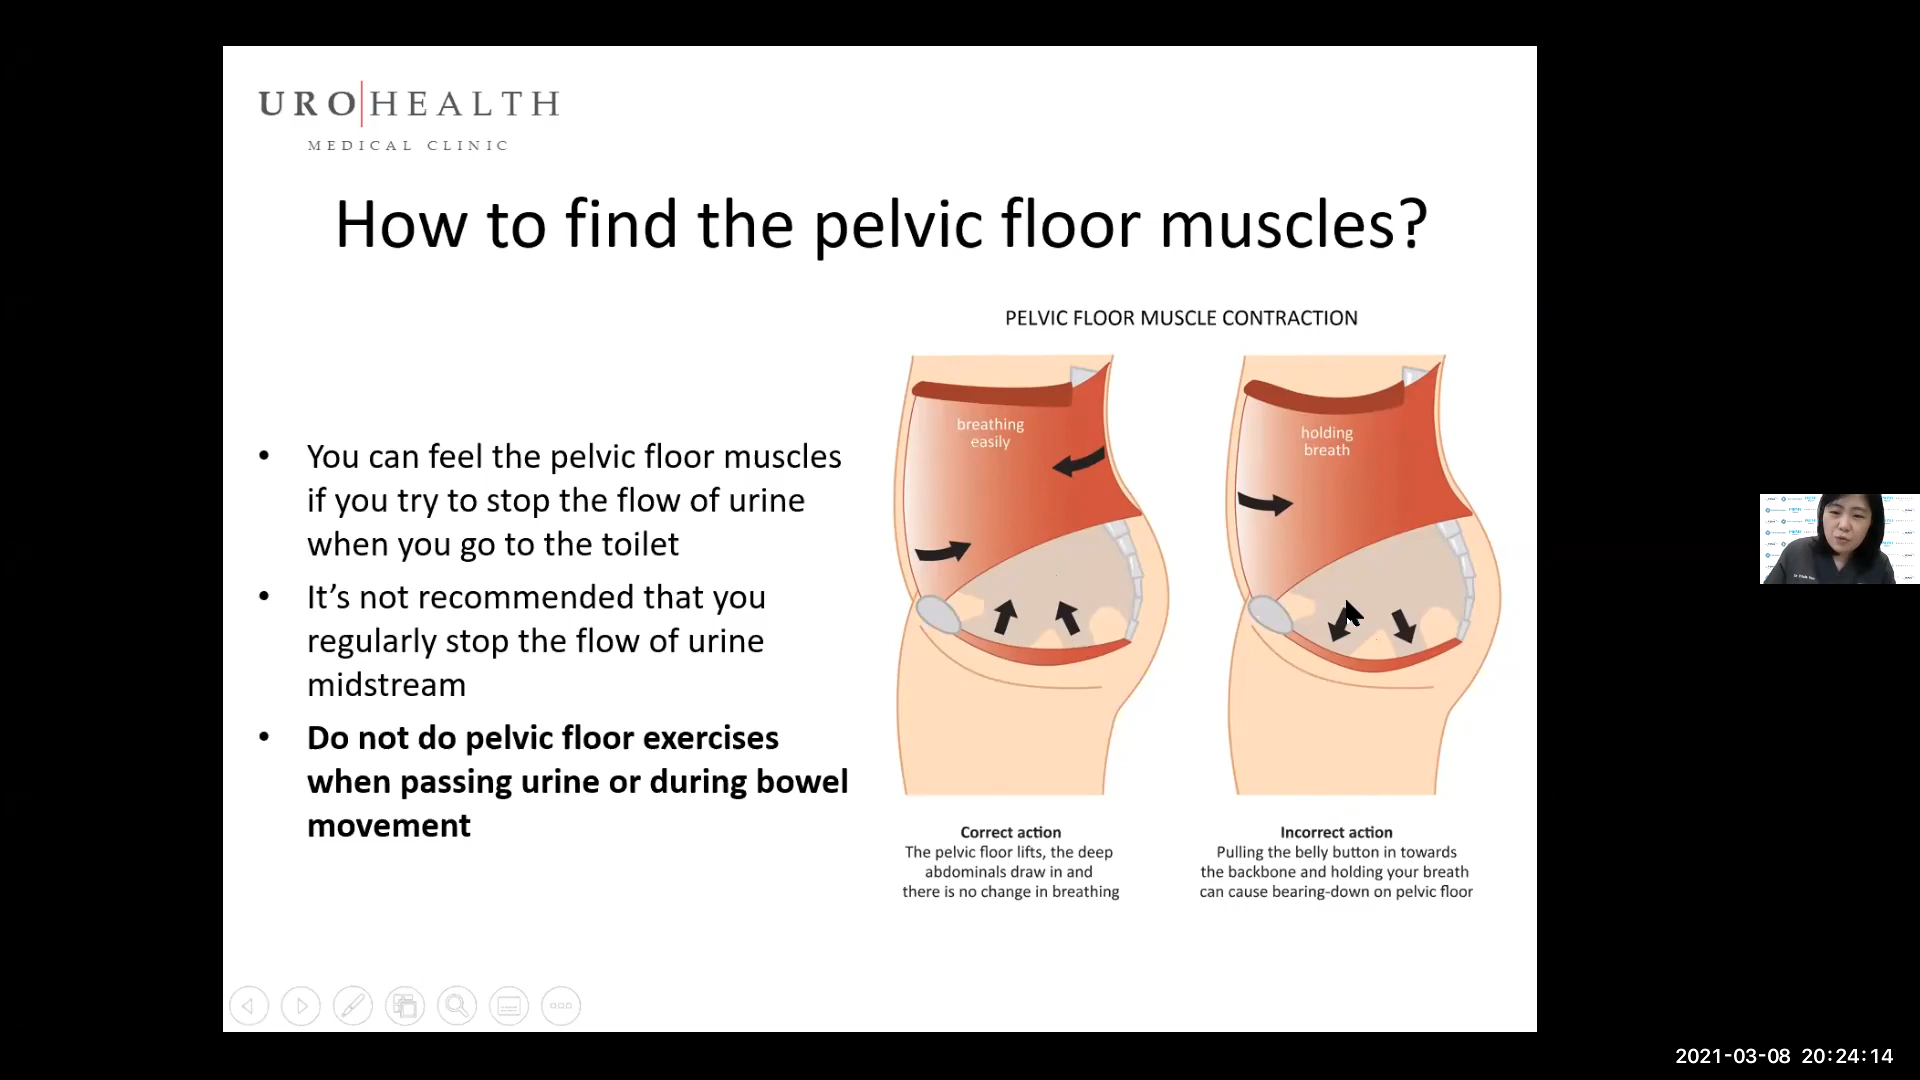 URO|HEALTH
MEDICAL CLINIC
How to find the pelvic floor muscles?
• You can feel the pelvic floor muscles
if you try to stop the flow of urine
when you go to the toilet
• It’s not recommended that you
regularly stop the flow of urine
midstream
• Do not do pelvic floor exercises
when passing urine or during bowel
movement
PELVIC FLOOR MUSCLE CONTRACTION
breathing
easily
holding
breath
Correct action
The pelvic floor lifts, the deep
abdominals draw in and
there is no change in breathing
Incorrect action
Pulling the belly button in towards
the backbone and holding your breath
can cause bearing-down on pelvic floor
2021-03-08 20:24:14